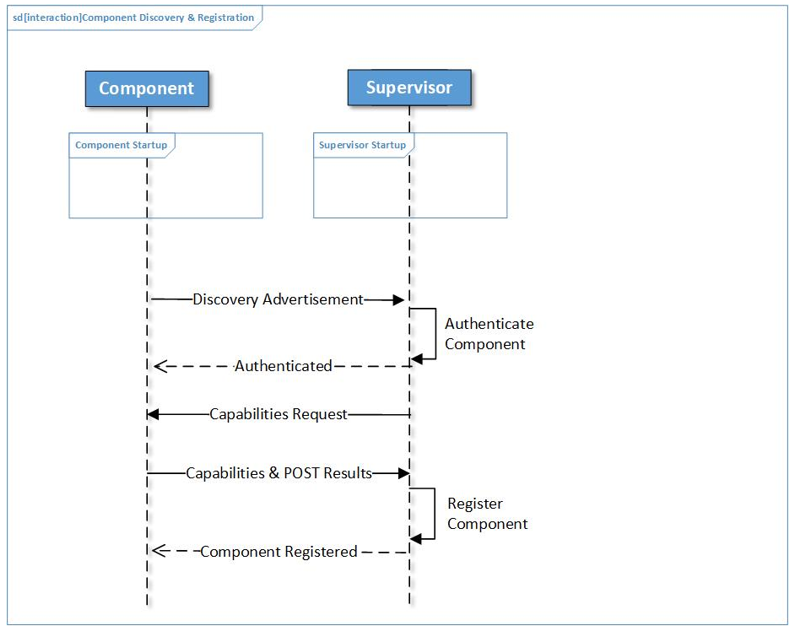 sd[interaction]Component Discovery & Registration
Component
Supervisor
Component Startup
Supervisor Startup
Discovery Advertisement
Authenticate
Component
Authenticated
Capabilities Request
Capabilities & POST Results
Register
Component
Component Registered